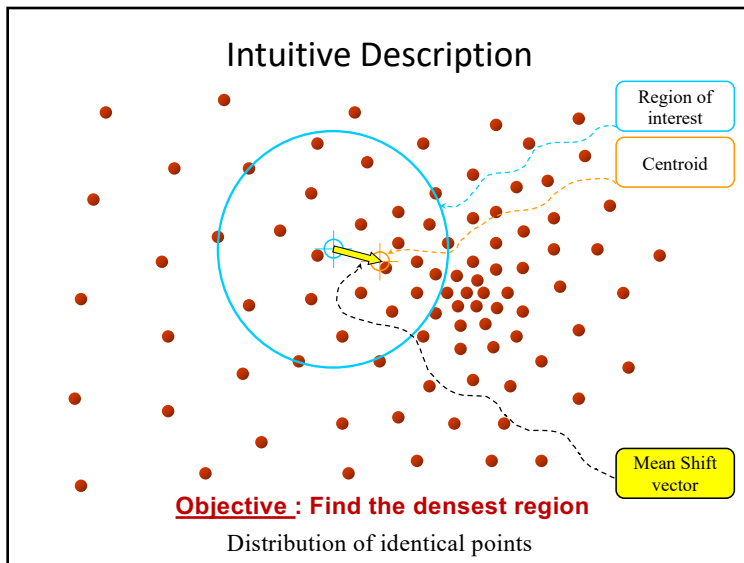 Intuitive Description
Region of
interest
Centroid
Mean Shift
vector
Objective : Find the densest region
Distribution of identical points